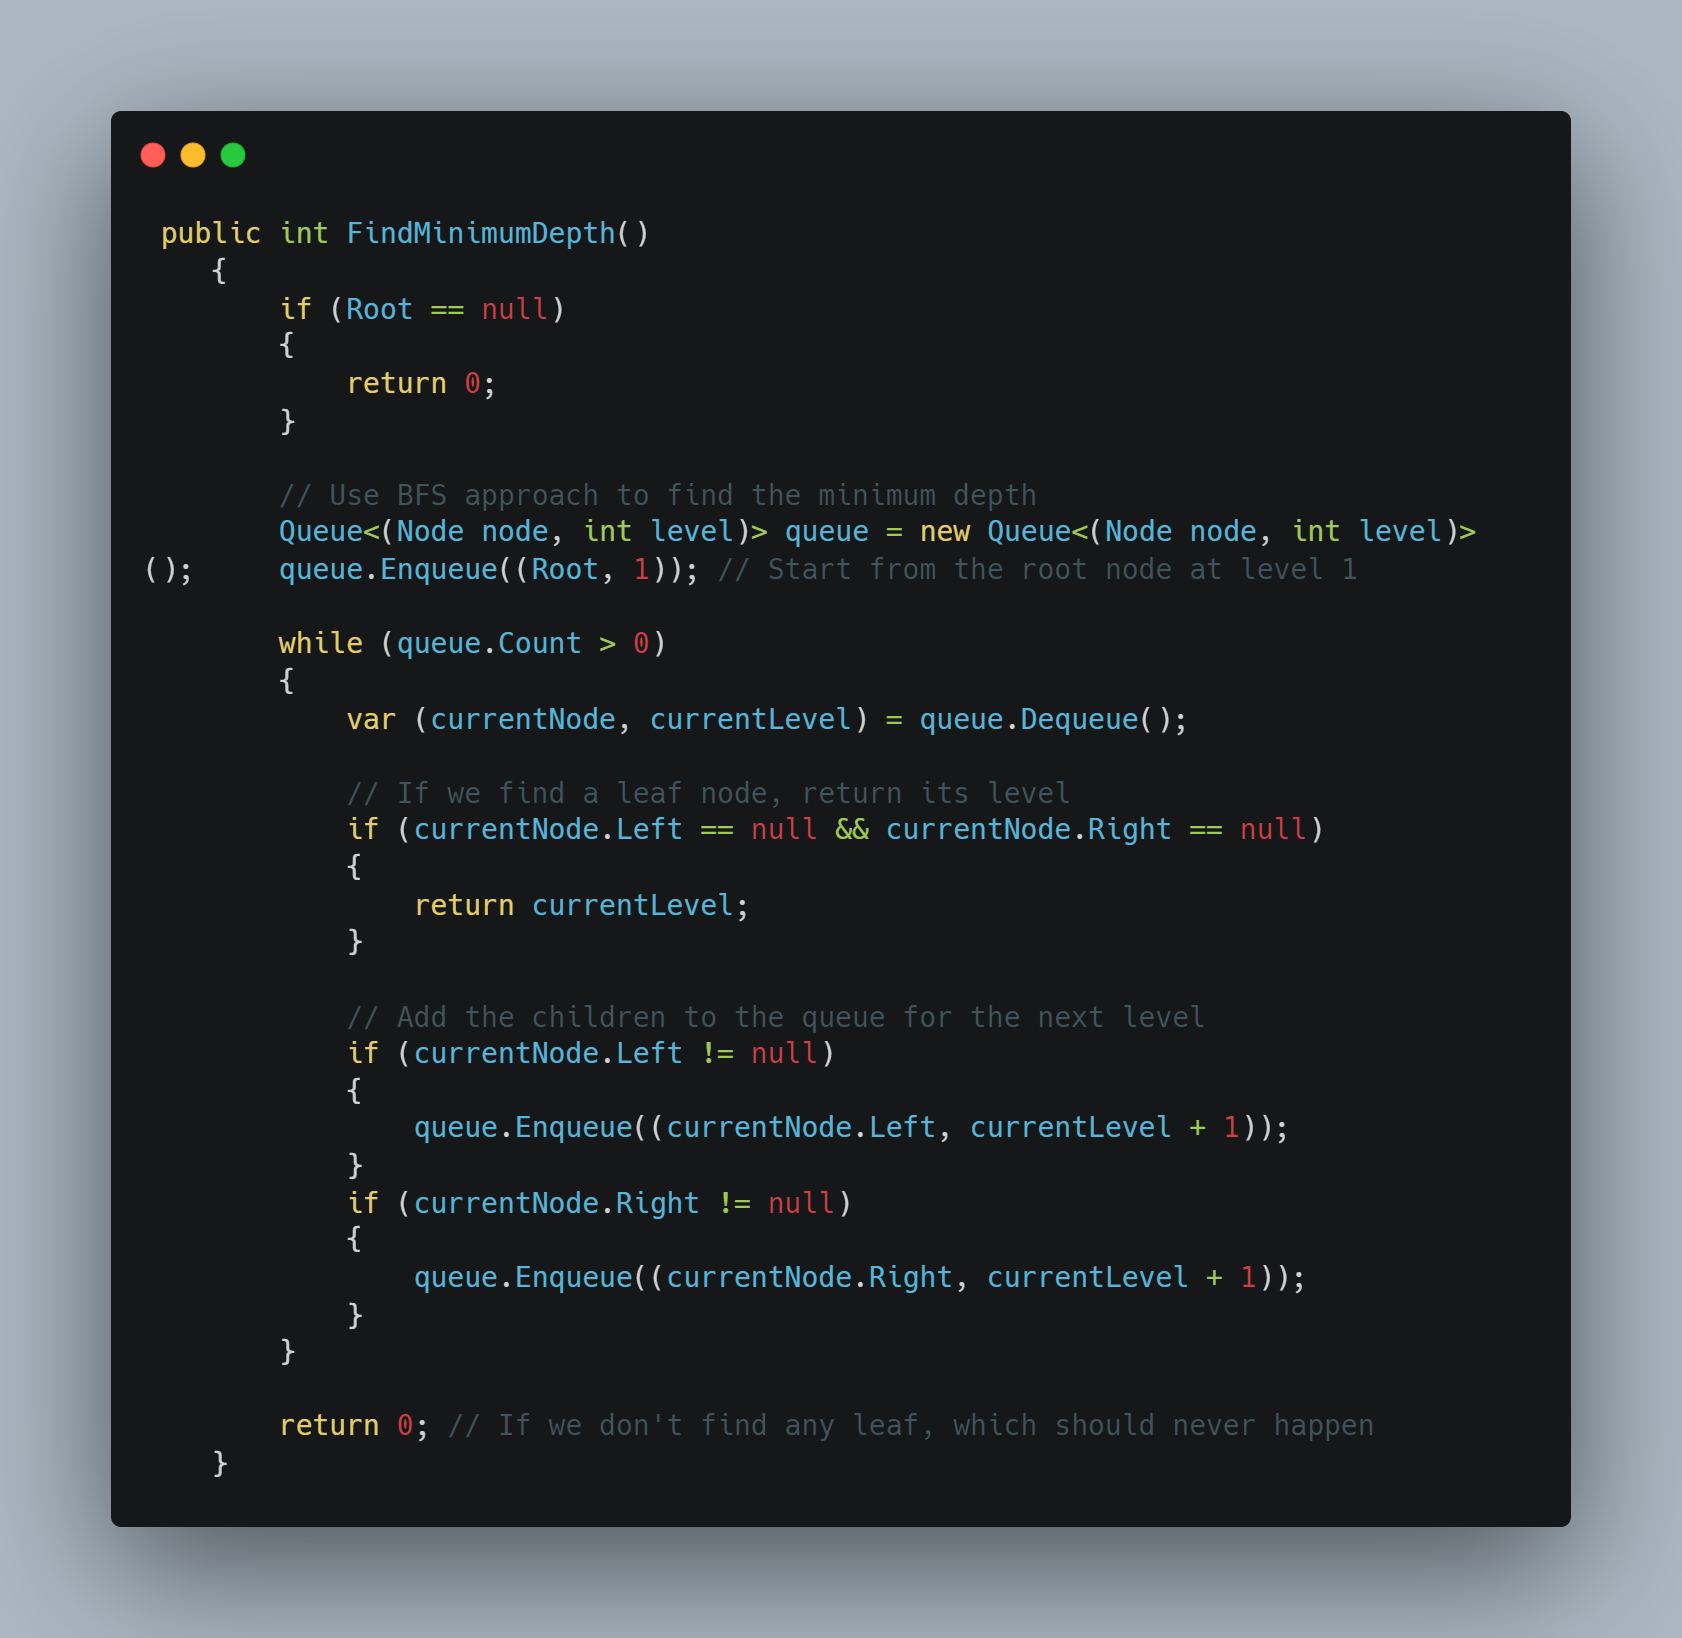 public int FindMinimumDepth()
{
if (Root == null)
{
return 0;
}
// Use BFS approach to find the minimum depth
Queue<(Node node, int level)> queue = new Queue<(Node node, int level)>
(); queue.Enqueue((Root, 1)); // Start from the root node at level 1
while (queue.Count > 0)
{
var (currentNode, currentLevel) = queue.Dequeue();
// If we find a leaf node, return its level
if (currentNode.Left == null && currentNode.Right == null)
{
return currentLevel;
}
// Add the children to the queue for the next level
if (currentNode.Left != null)
{
queue.Enqueue((currentNode.Left, currentLevel + 1));
}
if (currentNode.Right != null)
{
queue.Enqueue((currentNode.Right, currentLevel + 1));
}
}
return 0; // If we don't find any leaf, which should never happen
}